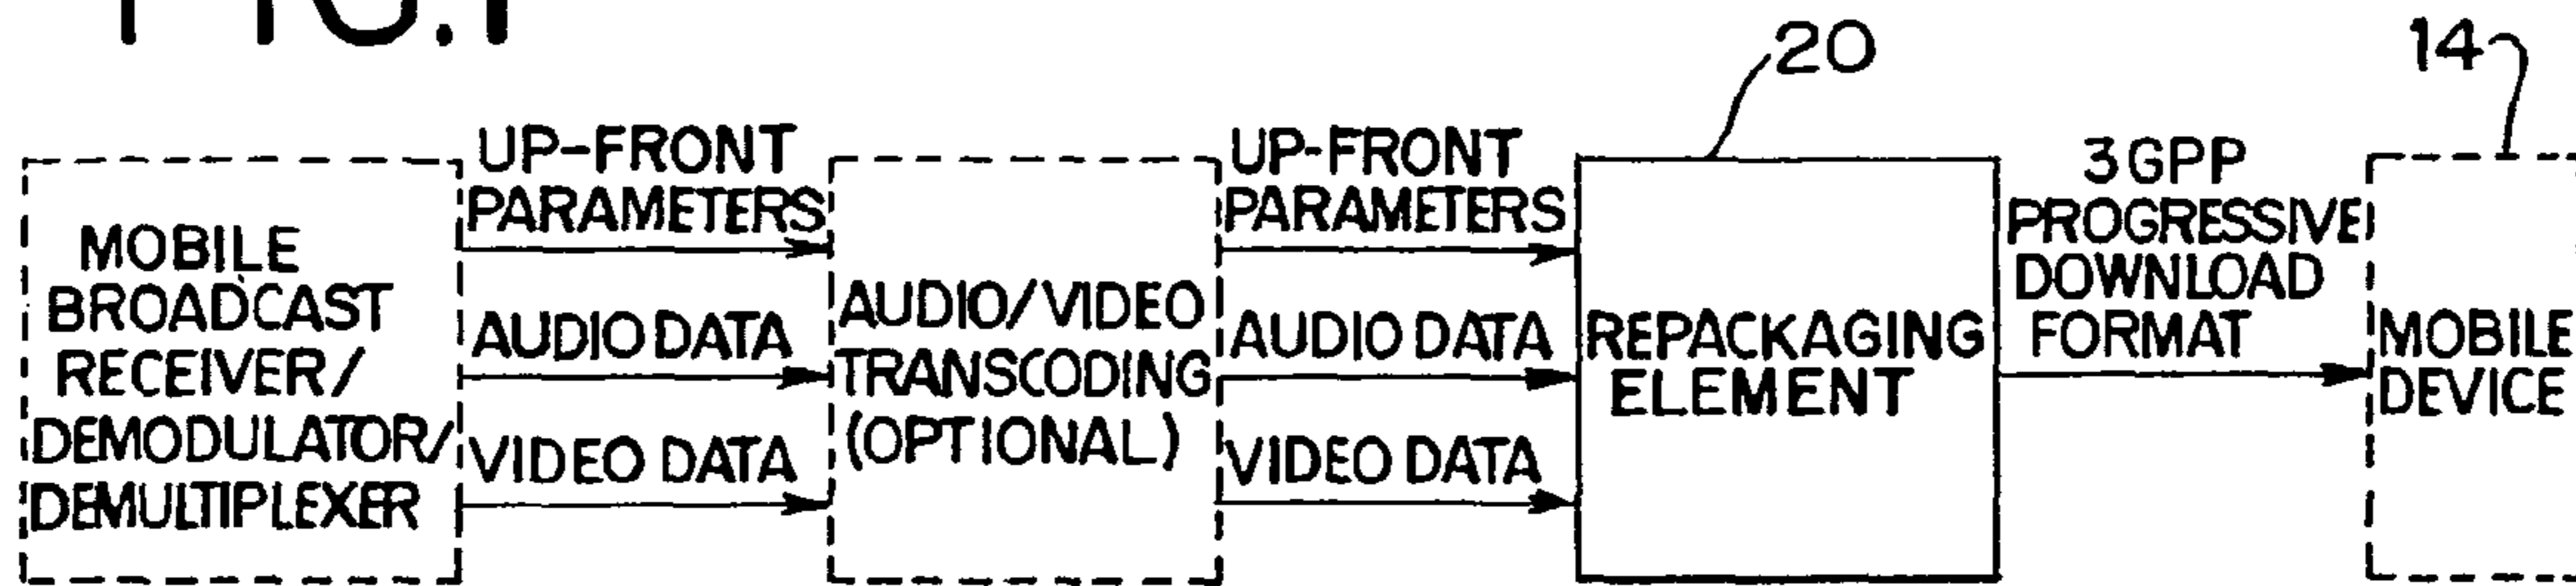 FIG.1
20
14
MOBILE
BROADCAST
RECEIVER/
DEMODULATOR/
DEMULTIPLEXER
UP-FRONT
PARAMETERS
AUDIO DATA
VIDEO DATA
AUDIO/VIDEO
TRANSCODING
(OPTIONAL)
UP-FRONT
PARAMETERS
AUDIO DATA
VIDEO DATA
REPACKAGING
ELEMENT
3GPP
PROGRESSIVE
DOWNLOAD
FORMAT
MOBILE
DEVICE